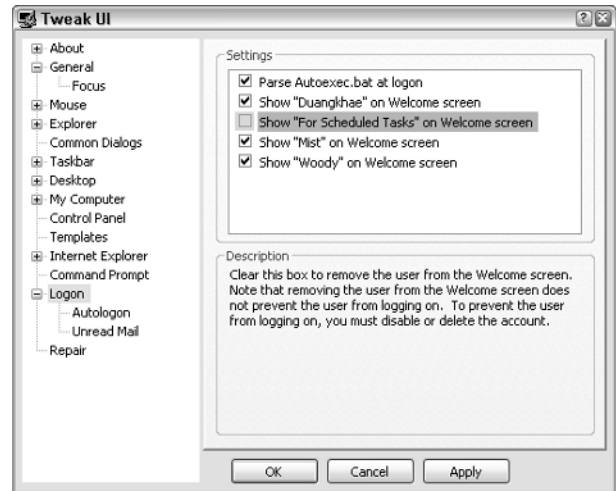 Tweak UI
About
General
Focus
Mouse
Explorer
Common Dialogs
Taskbar
Desktop
My Computer
Control Panel
Templates
Internet Explorer
Command Prompt
Logon
Autologon
Unread Mail
Repair
Settings
Parse Autoexec.bat at logon
Show "Duangkhae" on Welcome screen
Show "For Scheduled Tasks" on Welcome screen
Show "Mist" on Welcome screen
Show "Woody" on Welcome screen
Description
Clear this box to remove the user from the Welcome screen.
Note that removing the user from the Welcome screen does
not prevent the user from logging on. To prevent the user
from logging on, you must disable or delete the account.
OK
Cancel
Apply